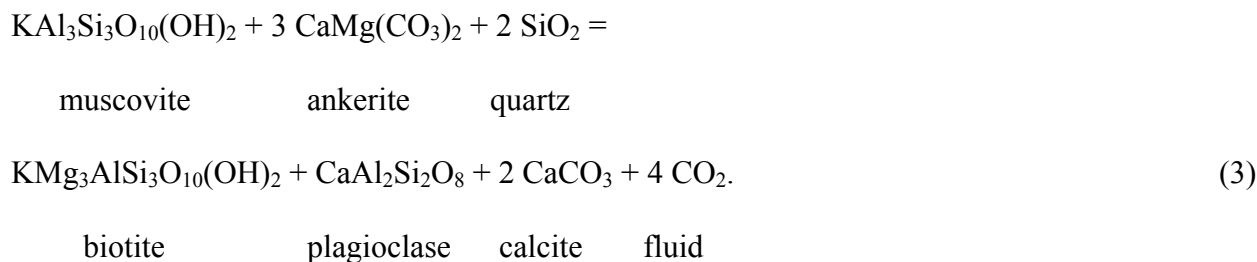 KAl₃Si₃O₁₀(OH)₂ + 3 CaMg(CO₃)₂ + 2 SiO₂ =
muscovite ankerite quartz
KMg₃AlSi₃O₁₀(OH)₂ + CaAl₂Si₂O₈ + 2 CaCO₃ + 4 CO₂. (3)
biotite plagioclase calcite fluid